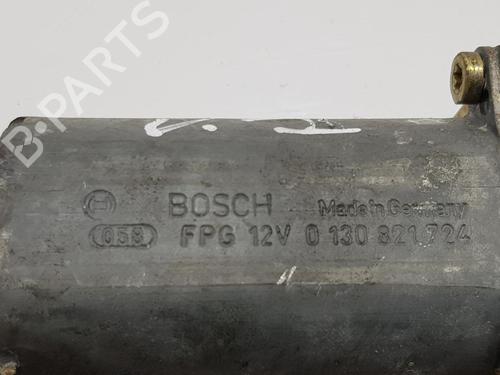 BOSCH Made in Germany
058 FPG 12V 0 130 821 724
B-PARTS